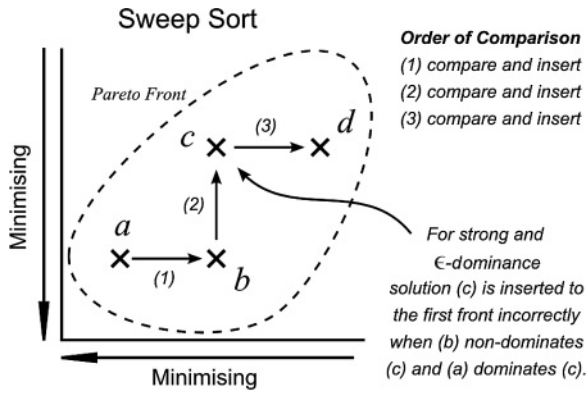 Sweep Sort
Order of Comparison
(1) compare and insert
(2) compare and insert
(3) compare and insert
Pareto Front
c
(3)
d
Minimising
(2)
a
(1)
b
For strong and
ϵ-dominance
solution (c) is inserted to
the first front incorrectly
when (b) non-dominates
(c) and (a) dominates (c).
Minimising